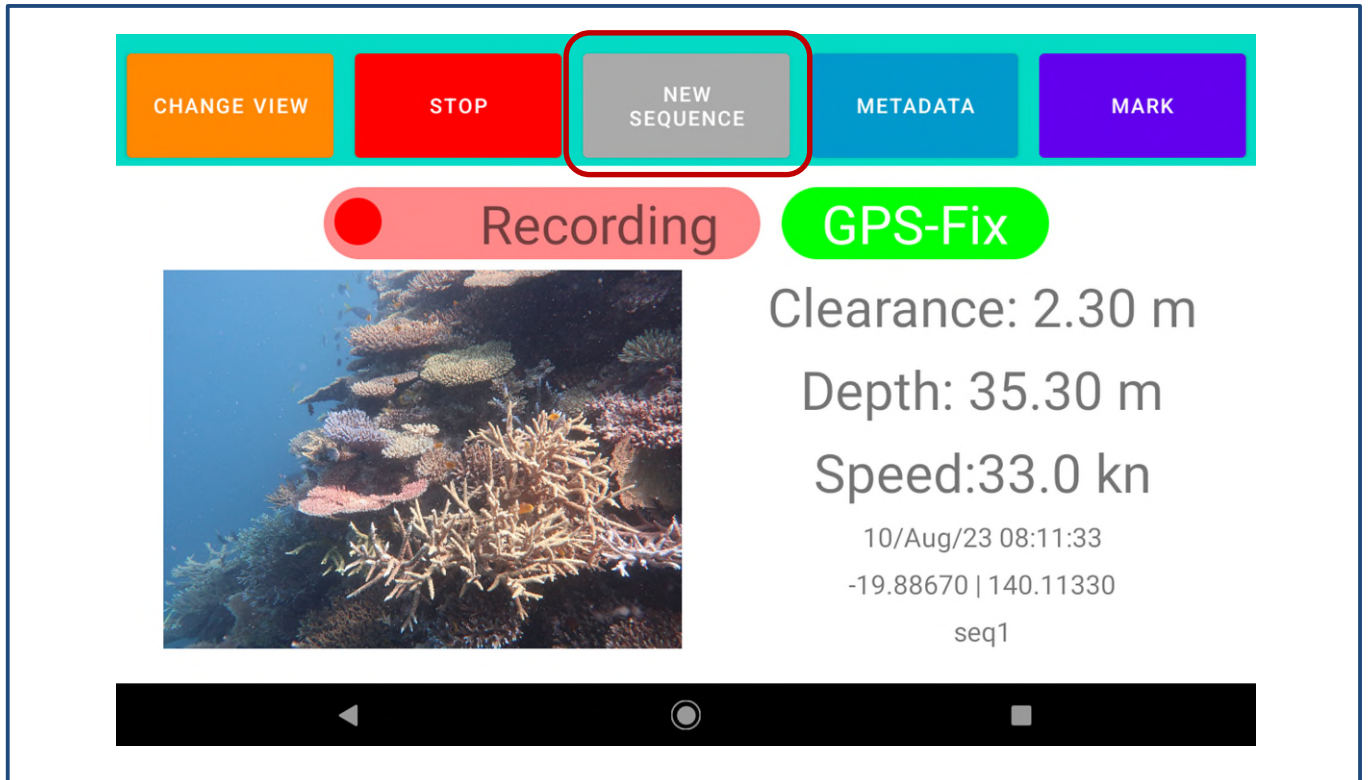 CHANGE VIEW
STOP
NEW
SEQUENCE
METADATA
MARK
Recording
GPS-Fix
Clearance: 2.30 m
Depth: 35.30 m
Speed:33.0 kn
10/Aug/23 08:11:33
-19.88670 | 140.11330
seq1